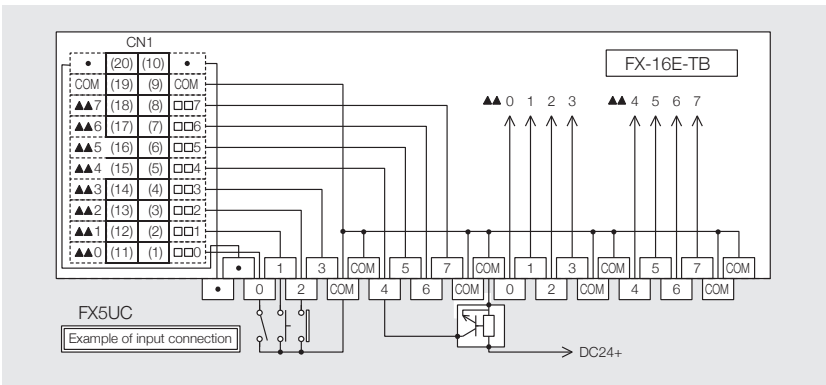 CN1
• (20) (10) •
COM (19) (9) COM
▲▲7 (18) (8) □□7
▲▲6 (17) (7) □□6
▲▲5 (16) (6) □□5
▲▲4 (15) (5) □□4
▲▲3 (14) (4) □□3
▲▲2 (13) (3) □□2
▲▲1 (12) (2) □□1
▲▲0 (11) (1) □□0
FX-16E-TB
▲▲ 0 1 2 3 ▲▲ 4 5 6 7
• 1 3 COM 5 7 COM 1 3 COM 5 7 COM
• 0 2 COM 4 6 COM 0 2 COM 4 6 COM
FX5UC
Example of input connection
DC24+